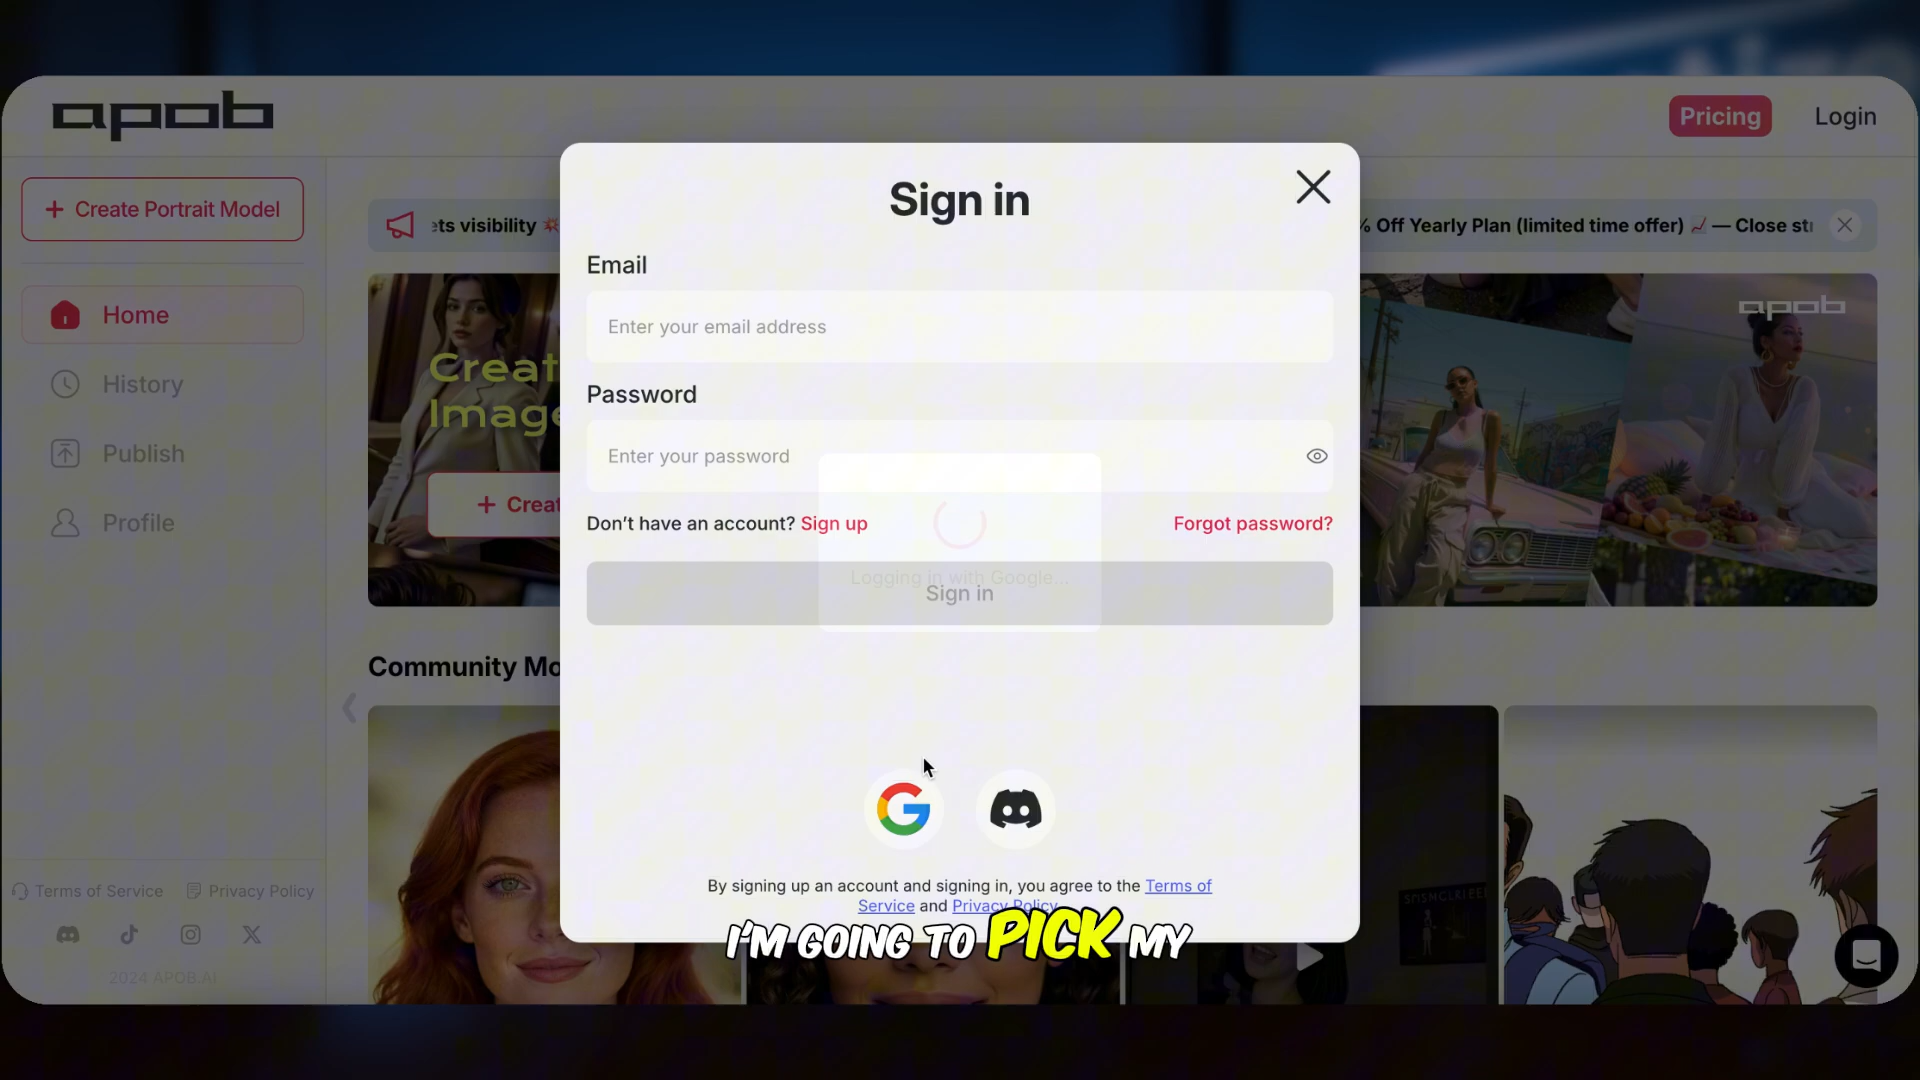 apob
Pricing
Login
+ Create Portrait Model
Home
History
Publish
Profile
Terms of Service
Privacy Policy
2024 APOB.AI
ets visibility
% Off Yearly Plan (limited time offer) 📈 — Close
apob
Creat
Image
+ Creat
Community Mo
Sign in
Email
Enter your email address
Password
Enter your password
Don't have an account? Sign up
Forgot password?
Logging in with Google...
Sign in
By signing up an account and signing in, you agree to the Terms of
Service and Privacy Policy
I'M GOING TO PICK MY